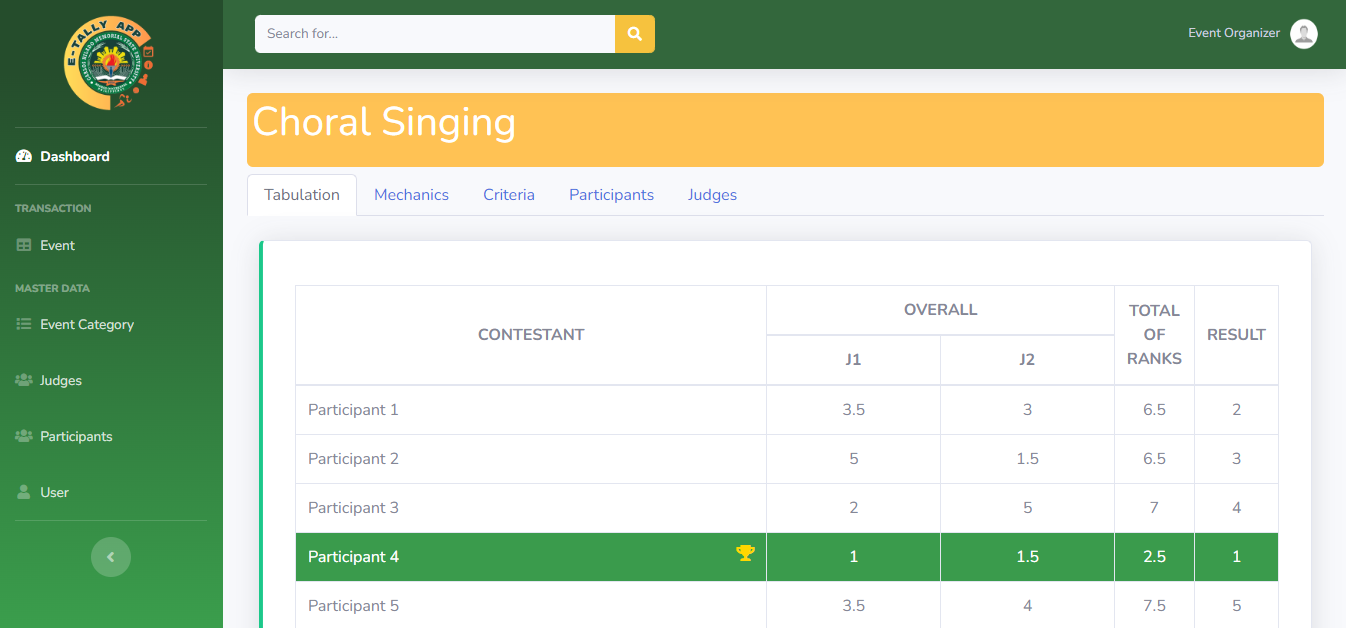 E-TALLY APP
Search for...
Event Organizer
Dashboard
TRANSACTION
Event
MASTER DATA
Event Category
Judges
Participants
User
Choral Singing
Tabulation Mechanics Criteria Participants Judges
CONTESTANT OVERALL TOTAL OF RANKS RESULT
J1 J2
Participant 1 3.5 3 6.5 2
Participant 2 5 1.5 6.5 3
Participant 3 2 5 7 4
Participant 4 1 1.5 2.5 1
Participant 5 3.5 4 7.5 5